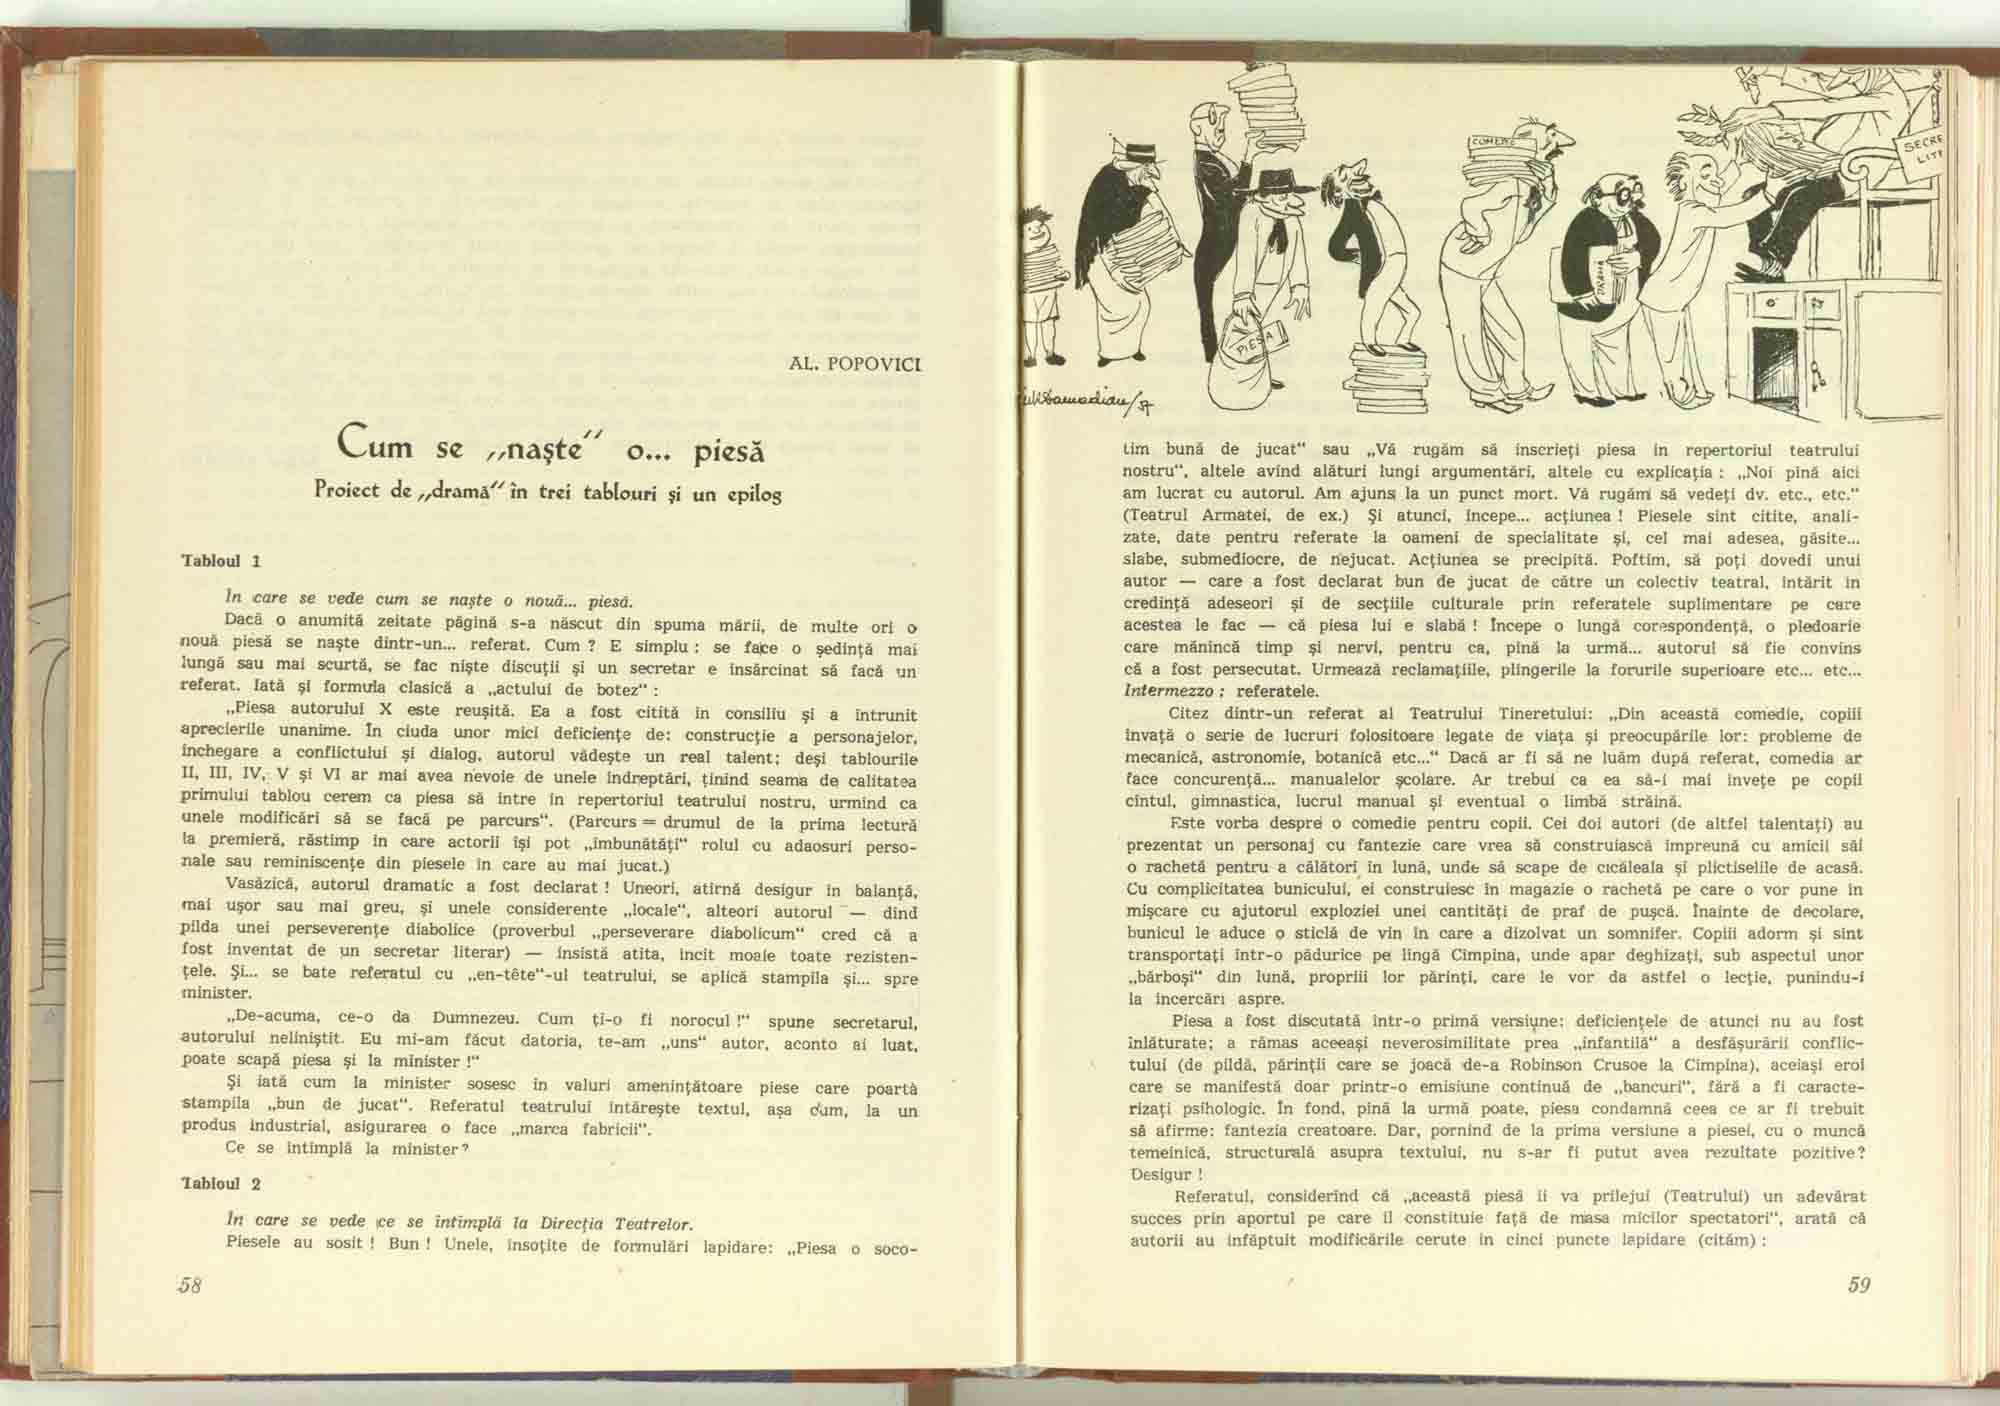 AL. POPOVICI
Cum se „naşte" o... piesă
Proiect de „dramă" în trei tablouri şi un epilog
Tabloul 1
În care se vede cum se naşte o nouă... piesă.
Dacă o anumită zeitate păgînă s-a născut din spuma mării, de multe ori o
nouă piesă se naşte dintr-un... referat. Cum ? E simplu : se face o şedinţă mai
lungă sau mai scurtă, se fac nişte discuţii şi un secretar e însărcinat să facă un
referat. Iată şi formula clasică a „actului de botez" :
„Piesa autorului X este reuşită. Ea a fost citită în consiliu şi a întrunit
aprecierile unanime. În ciuda unor mici deficienţe de: construcţie a personajelor,
închegare a conflictului şi dialog, autorul vădeşte un real talent; deşi tablourile
II, III, IV, V şi VI ar mai avea nevoie de unele îndreptări, ţinînd seama de calitatea
primului tablou cerem ca piesa să intre în repertoriul teatrului nostru, urmînd ca
unele modificări să se facă pe parcurs". (Parcurs = drumul de la prima lectură
la premieră, răstimp în care actorii îşi pot „îmbunătăţi" rolul cu adaosuri perso-
nale sau reminiscenţe din piesele în care au mai jucat.)
Vasăzică, autorul dramatic a fost declarat ! Uneori, atîrnă desigur în balanţă,
mai uşor sau mai greu, şi unele considerente „locale", alteori autorul — dînd
pilda unei perseverenţe diabolice (proverbul „perseverare diabolicum" cred că a
fost inventat de un secretar literar) — insistă atîta, încît moaie toate rezisten-
ţele. Şi... se bate referatul cu „en-tête"-ul teatrului, se aplică stampila şi... spre
minister.
„De-acuma, ce-o da Dumnezeu. Cum ţi-o fi norocul !" spune secretarul,
autorului neliniştit. Eu mi-am făcut datoria, te-am „uns" autor, aconto ai luat,
poate scapă piesa şi la minister !"
Şi iată cum la minister sosesc în valuri ameninţătoare piese care poartă
stampila „bun de jucat". Referatul teatrului întăreşte textul, aşa cum, la un
produs industrial, asigurarea o face „marca fabricii".
Ce se întîmplă la minister ?
Tabloul 2
În care se vede ce se întîmplă la Direcţia Teatrelor.
Piesele au sosit ! Bun ! Unele, însoţite de formulări lapidare: „Piesa o soco-
58
COMEDIE
SECRE
LIT
DRAMĂ
PIESA
/57
tim bună de jucat" sau „Vă rugăm să înscrieţi piesa în repertoriul teatrului
nostru", altele avînd alături lungi argumentări, altele cu explicaţia : „Noi pînă aici
am lucrat cu autorul. Am ajuns la un punct mort. Vă rugăm să vedeţi dv. etc., etc."
(Teatrul Armatei, de ex.) Şi atunci, începe... acţiunea ! Piesele sînt citite, anali-
zate, date pentru referate la oameni de specialitate şi, cel mai adesea, găsite...
slabe, submediocre, de nejucat. Acţiunea se precipită. Poftim, să poţi dovedi unui
autor — care a fost declarat bun de jucat de către un colectiv teatral, întărit în
credinţă adeseori şi de secţiile culturale prin referatele suplimentare pe care
acestea le fac — că piesa lui e slabă ! Începe o lungă corespondenţă, o pledoarie
care mănîncă timp şi nervi, pentru ca, pînă la urmă... autorul să fie convins
că a fost persecutat. Urmează reclamaţiile, plîngerile la forurile superioare etc... etc...
Intermezzo : referatele.
Citez dintr-un referat al Teatrului Tineretului: „Din această comedie, copiii
învaţă o serie de lucruri folositoare legate de viaţa şi preocupările lor: probleme de
mecanică, astronomie, botanică etc..." Dacă ar fi să ne luăm după referat, comedia ar
face concurenţă... manualelor şcolare. Ar trebui ca ea să-i mai înveţe pe copii
cîntul, gimnastica, lucrul manual şi eventual o limbă străină.
Este vorba despre o comedie pentru copii. Cei doi autori (de altfel talentaţi) au
prezentat un personaj cu fantezie care vrea să construiască împreună cu amicii săi
o rachetă pentru a călători în lună, unde să scape de cicăleala şi plictiselile de acasă.
Cu complicitatea bunicului, ei construiesc în magazie o rachetă pe care o vor pune în
mişcare cu ajutorul exploziei unei cantităţi de praf de puşcă. Înainte de decolare,
bunicul le aduce o sticlă de vin în care a dizolvat un somnifer. Copiii adorm şi sînt
transportaţi într-o pădurice pe lîngă Cîmpina, unde apar deghizaţi, sub aspectul unor
„bărboşi" din lună, propriii lor părinţi, care le vor da astfel o lecţie, punîndu-i
la încercări aspre.
Piesa a fost discutată într-o primă versiune; deficienţele de atunci nu au fost
înlăturate; a rămas aceeaşi neverosimilitate prea „infantilă" a desfăşurării conflic-
tului (de pildă, părinţii care se joacă de-a Robinson Crusoe la Cîmpina), aceiaşi eroi
care se manifestă doar printr-o emisiune continuă de „bancuri", fără a fi caracte-
rizaţi psihologic. În fond, pînă la urmă poate, piesa condamnă ceea ce ar fi trebuit
să afirme: fantezia creatoare. Dar, pornind de la prima versiune a piesei, cu o muncă
temeinică, structurală asupra textului, nu s-ar fi putut avea rezultate pozitive ?
Desigur !
Referatul, considerînd că „această piesă îi va prilejui (Teatrului) un adevărat
succes prin aportul pe care îl constituie faţă de masa micilor spectatori", arată că
autorii au înfăptuit modificările cerute în cinci puncte lapidare (cităm) :
59